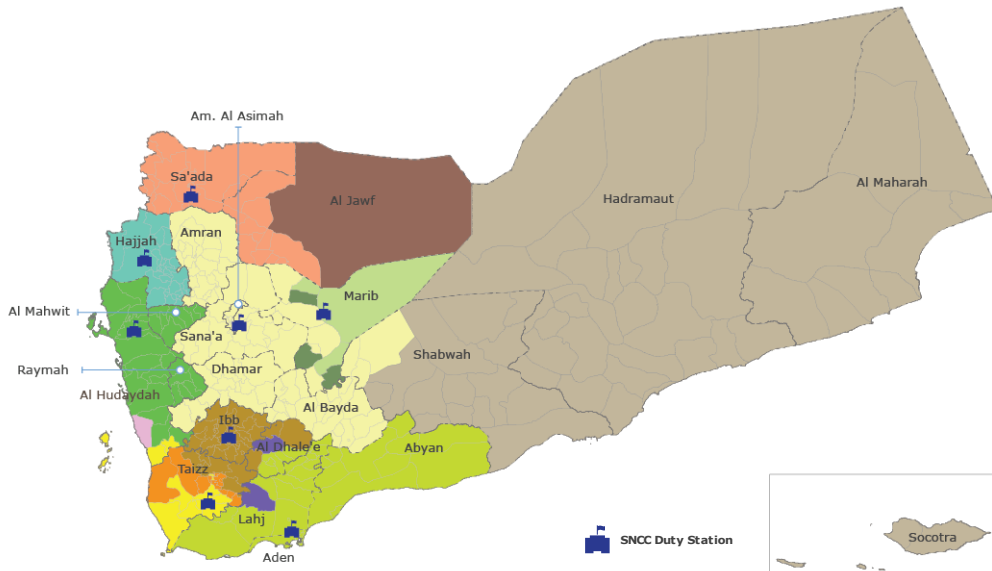 Am. Al Asimah
Sa'ada
Al Jawf
Hadramaut
Al Maharah
Hajjah
Amran
Marib
Al Mahwit
Sana'a
Shabwah
Raymah
Dhamar
Al Hudaydah
Al Bayda
Ibb
Al Dhale'e
Abyan
Taizz
Lahj
Aden
SNCC Duty Station
Socotra